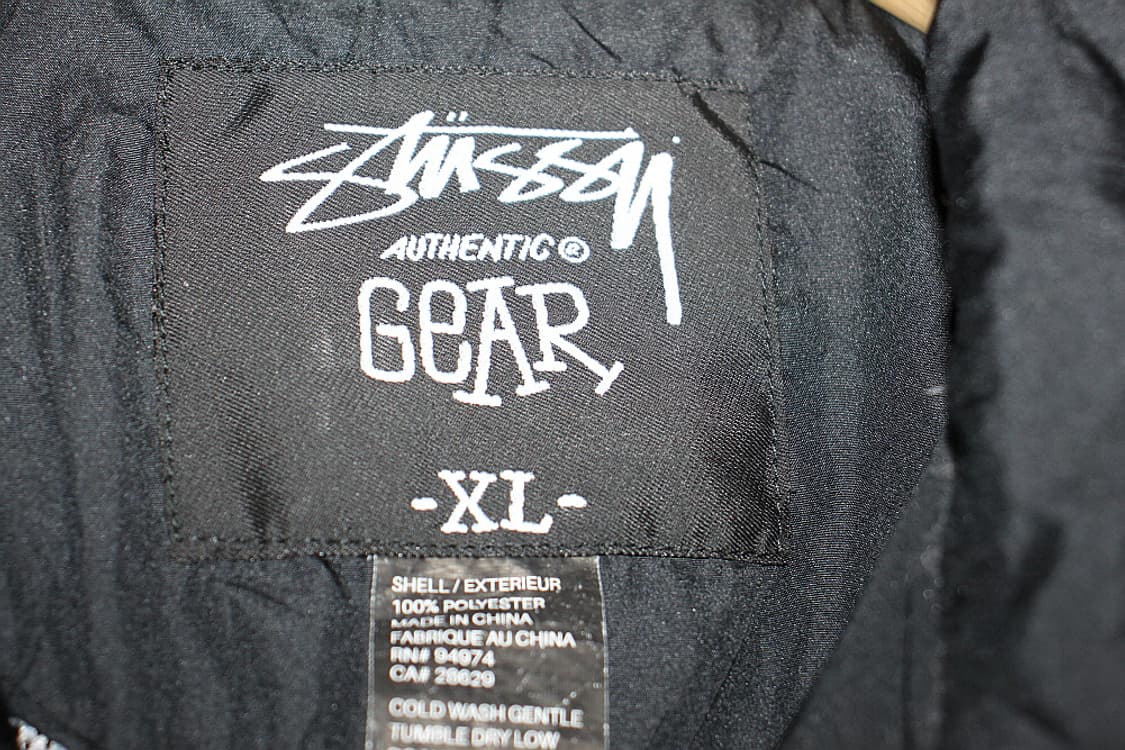 Stüssy
AUTHENTIC ®
GEAR
-XL-
SHELL / EXTERIEUR
100% POLYESTER
MADE IN CHINA
FABRIQUE AU CHINA
RN# 94974
CA# 28629
COLD WASH GENTLE
TUMBLE DRY LOW